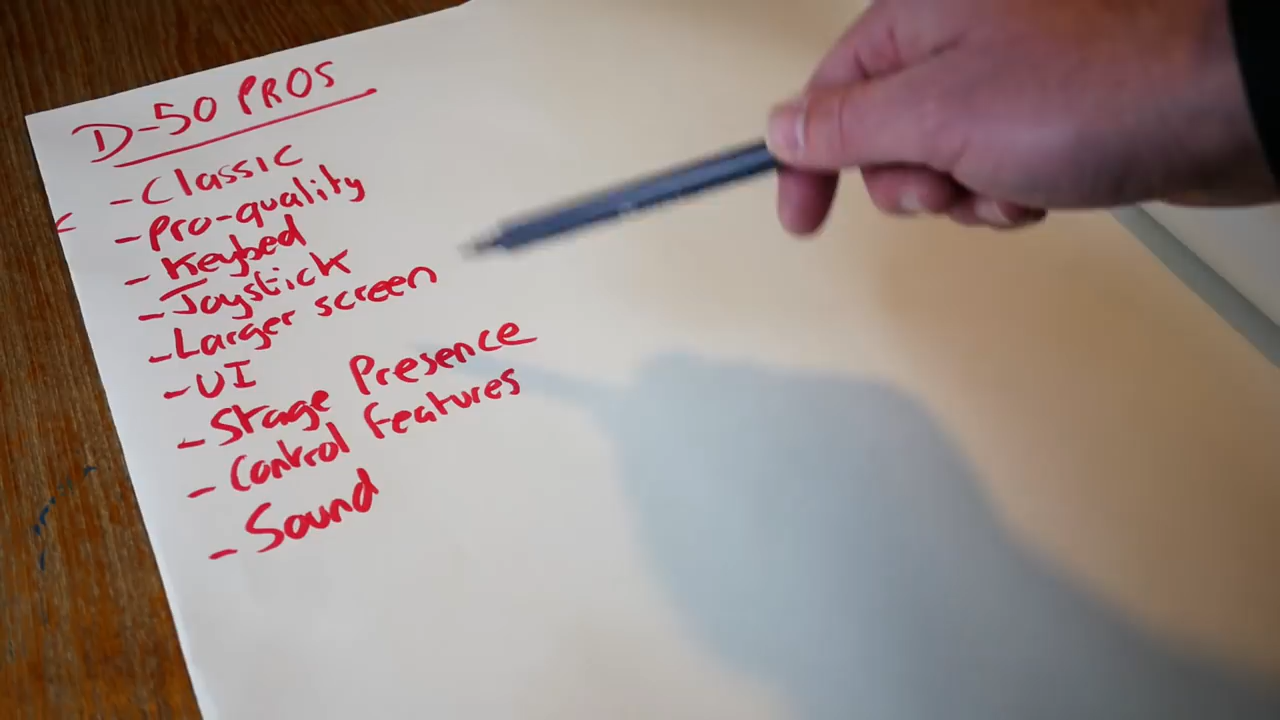 D-50 PROS
- Classic
- Pro-quality
- Keybed
- Joystick
- Larger screen
- UI
- Stage Presence
- Control features
- Sound